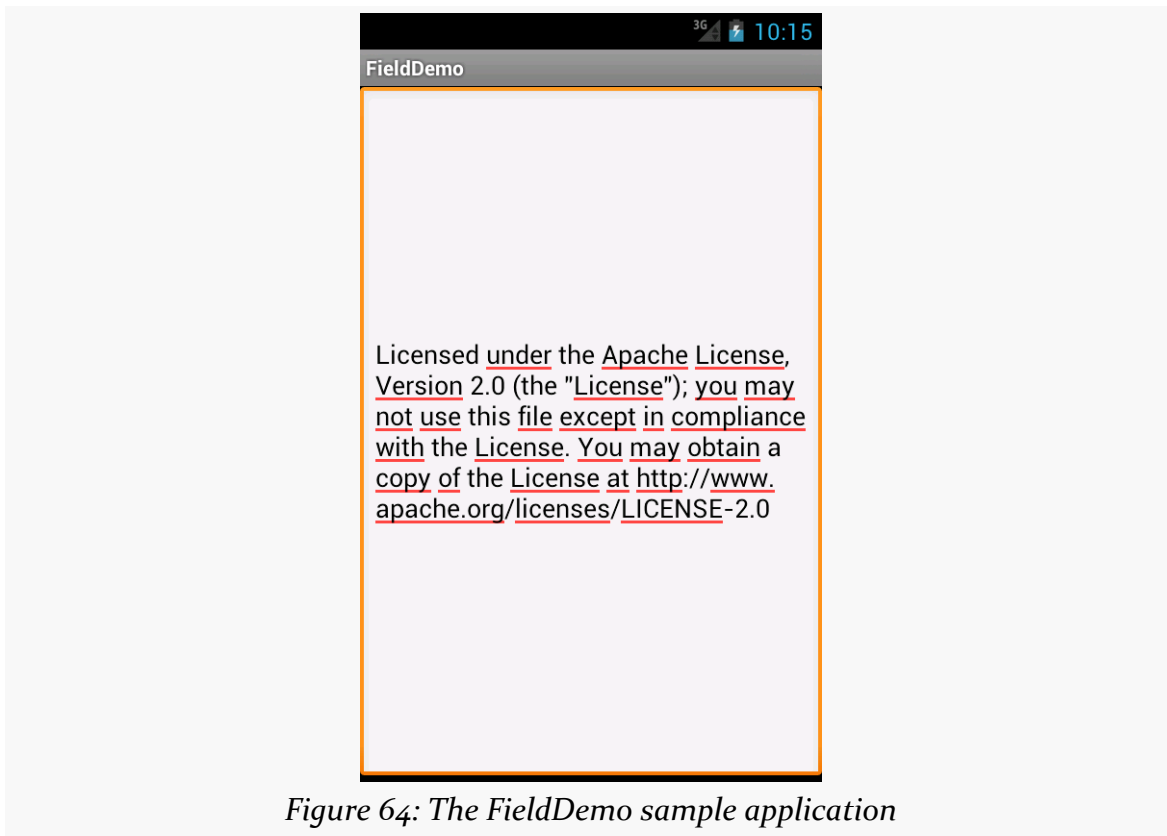 3G 10:15
FieldDemo
Licensed under the Apache License,
Version 2.0 (the "License"); you may
not use this file except in compliance
with the License. You may obtain a
copy of the License at http://www.
apache.org/licenses/LICENSE-2.0
Figure 64: The FieldDemo sample application